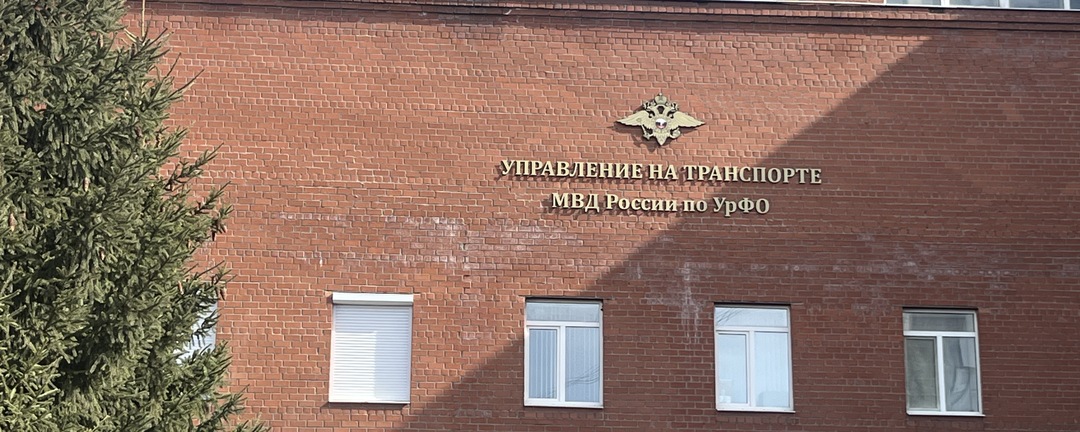 УПРАВЛЕНИЕ НА ТРАНСПОРТЕ
МВД России по УрФО